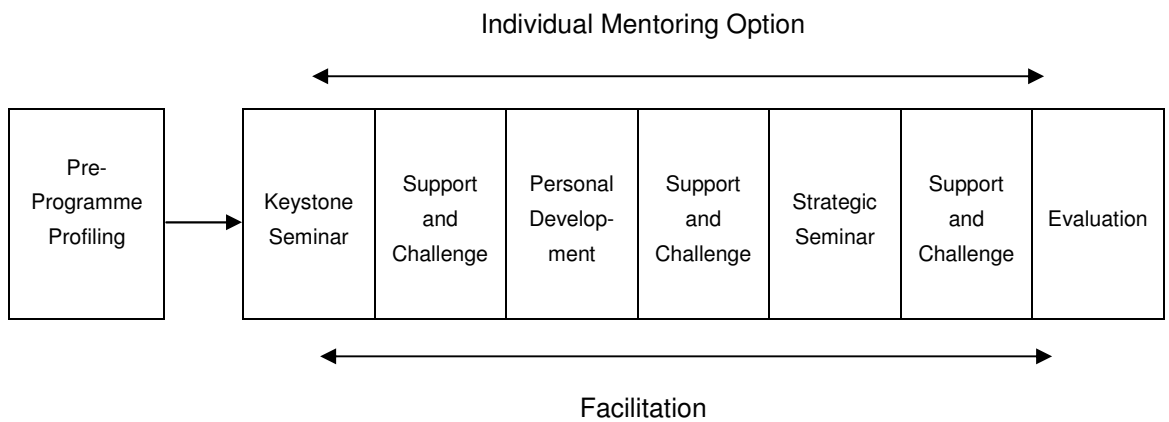 Individual Mentoring Option
Pre-
Programme
Profiling
Keystone
Seminar
Support
and
Challenge
Personal
Develop-
ment
Support
and
Challenge
Strategic
Seminar
Support
and
Challenge
Evaluation
Facilitation